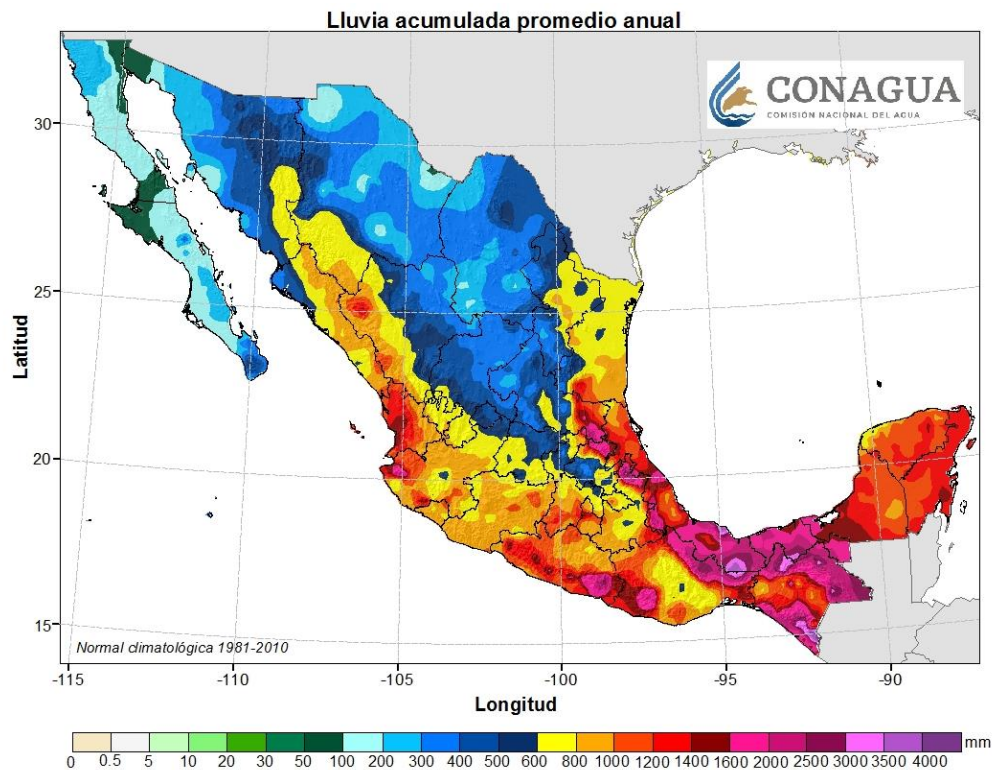 Lluvia acumulada promedio anual
CONAGUA
COMISIÓN NACIONAL DEL AGUA
30
25
20
15
Latitud
Normal climatológica 1981-2010
-115 -110 -105 -100 -95 -90
Longitud
0 0.5 5 10 20 30 50 100 200 300 400 500 600 800 1000 1200 1400 1600 2000 2500 3000 3500 4000 mm